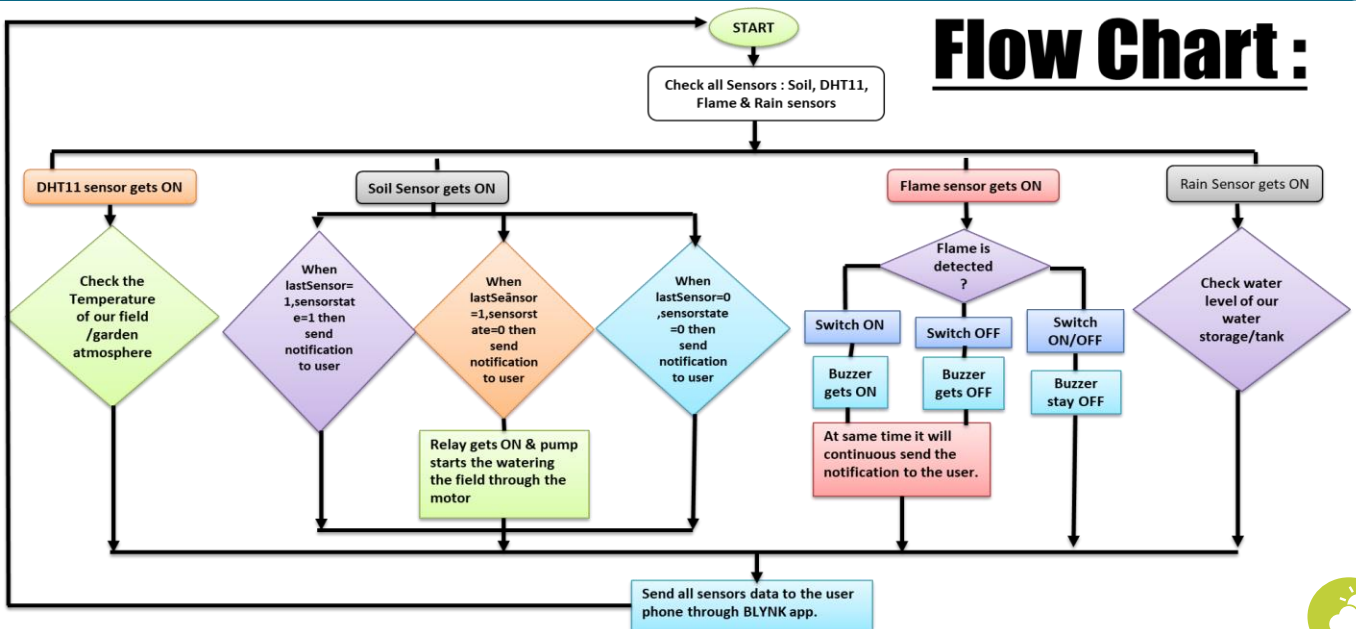 Flow Chart :
START
Check all Sensors : Soil, DHT11,
Flame & Rain sensors
DHT11 sensor gets ON
Soil Sensor gets ON
Flame sensor gets ON
Rain Sensor gets ON
Check the
Temperature
of our field
/garden
atmosphere
When
lastSensor=
1,sensorstat
e=1 then
send
notification
to user
When
lastSeänsor
=1,sensorst
ate=0 then
send
notification
to user
When
lastSensor=0
,sensorstate
=0 then
send
notification
to user
Flame is
detected
?
Check water
level of our
water
storage/tank
Switch ON
Switch OFF
Switch
ON/OFF
Buzzer
gets ON
Buzzer
gets OFF
Buzzer
stay OFF
Relay gets ON & pump
starts the watering
the field through the
motor
At same time it will
continuous send the
notification to the user.
Send all sensors data to the user
phone through BLYNK app.